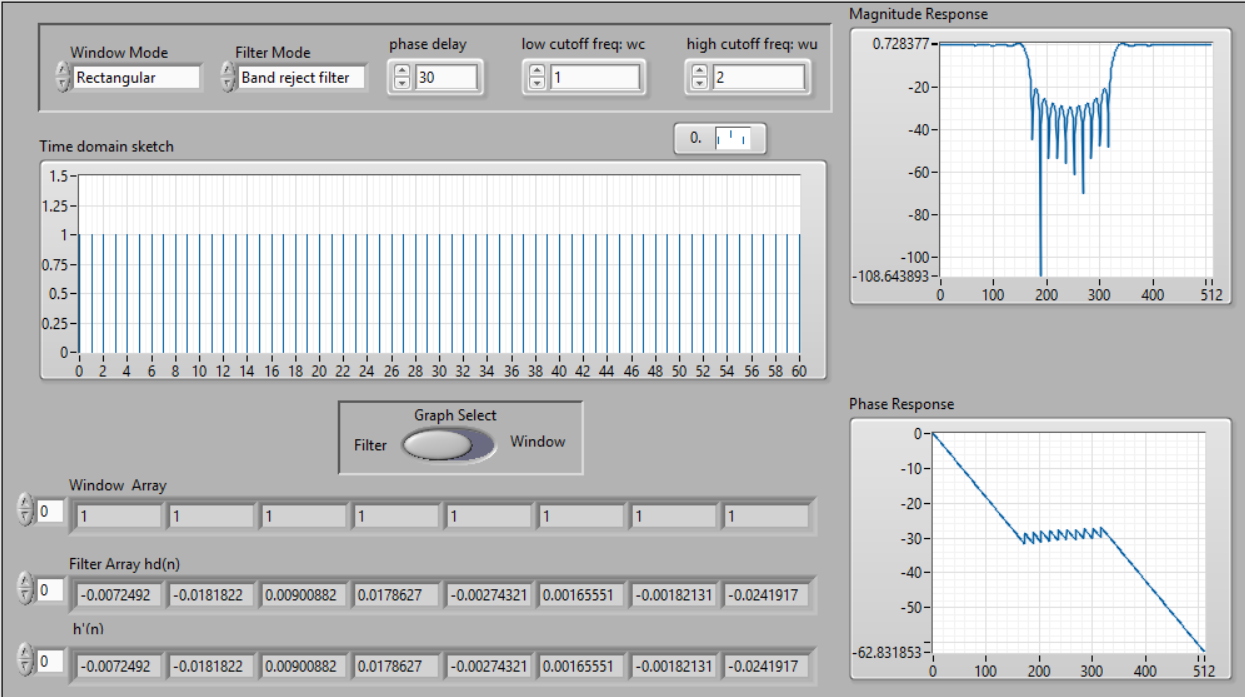 Window Mode
Rectangular
Filter Mode
Band reject filter
phase delay
30
low cutoff freq: wc
1
high cutoff freq: wu
2
0.
Time domain sketch
1.5
1.25
1
0.75
0.5
0.25
0
0 2 4 6 8 10 12 14 16 18 20 22 24 26 28 30 32 34 36 38 40 42 44 46 48 50 52 54 56 58 60
Graph Select
Filter
Window
Window Array
0
1 1 1 1 1 1 1 1
Filter Array hd(n)
0
-0.0072492 -0.0181822 0.00900882 0.0178627 -0.00274321 0.00165551 -0.00182131 -0.0241917
h'(n)
0
-0.0072492 -0.0181822 0.00900882 0.0178627 -0.00274321 0.00165551 -0.00182131 -0.0241917
Magnitude Response
0.728377
-20
-40
-60
-80
-100
-108.643893
0 100 200 300 400 512
Phase Response
0
-10
-20
-30
-40
-50
-62.831853
0 100 200 300 400 512